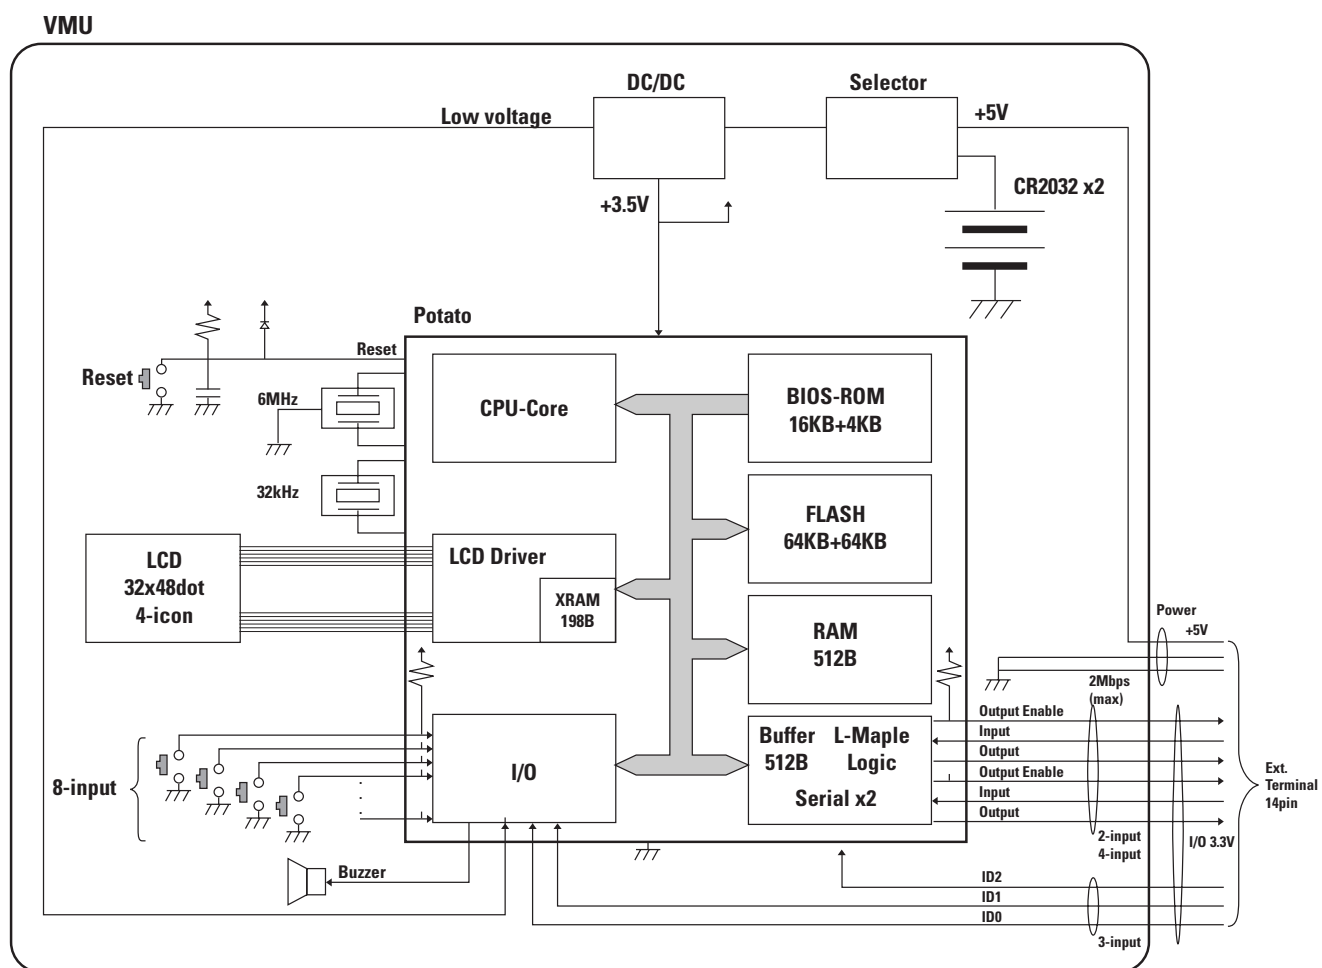 VMU
DC/DC
Selector
Low voltage
+5V
CR2032 x2
+3.5V
Potato
Reset
Reset
6MHz
CPU-Core
BIOS-ROM
16KB+4KB
32kHz
FLASH
64KB+64KB
LCD
32x48dot
4-icon
LCD Driver
XRAM
198B
RAM
512B
Power
+5V
2Mbps
(max)
Output Enable
Input
Output
Output Enable
Input
Output
Buffer
512B
L-Maple
Logic
Serial x2
I/O
8-input
Ext.
Terminal
14pin
2-input
4-input
I/O 3.3V
Buzzer
ID2
ID1
ID0
3-input